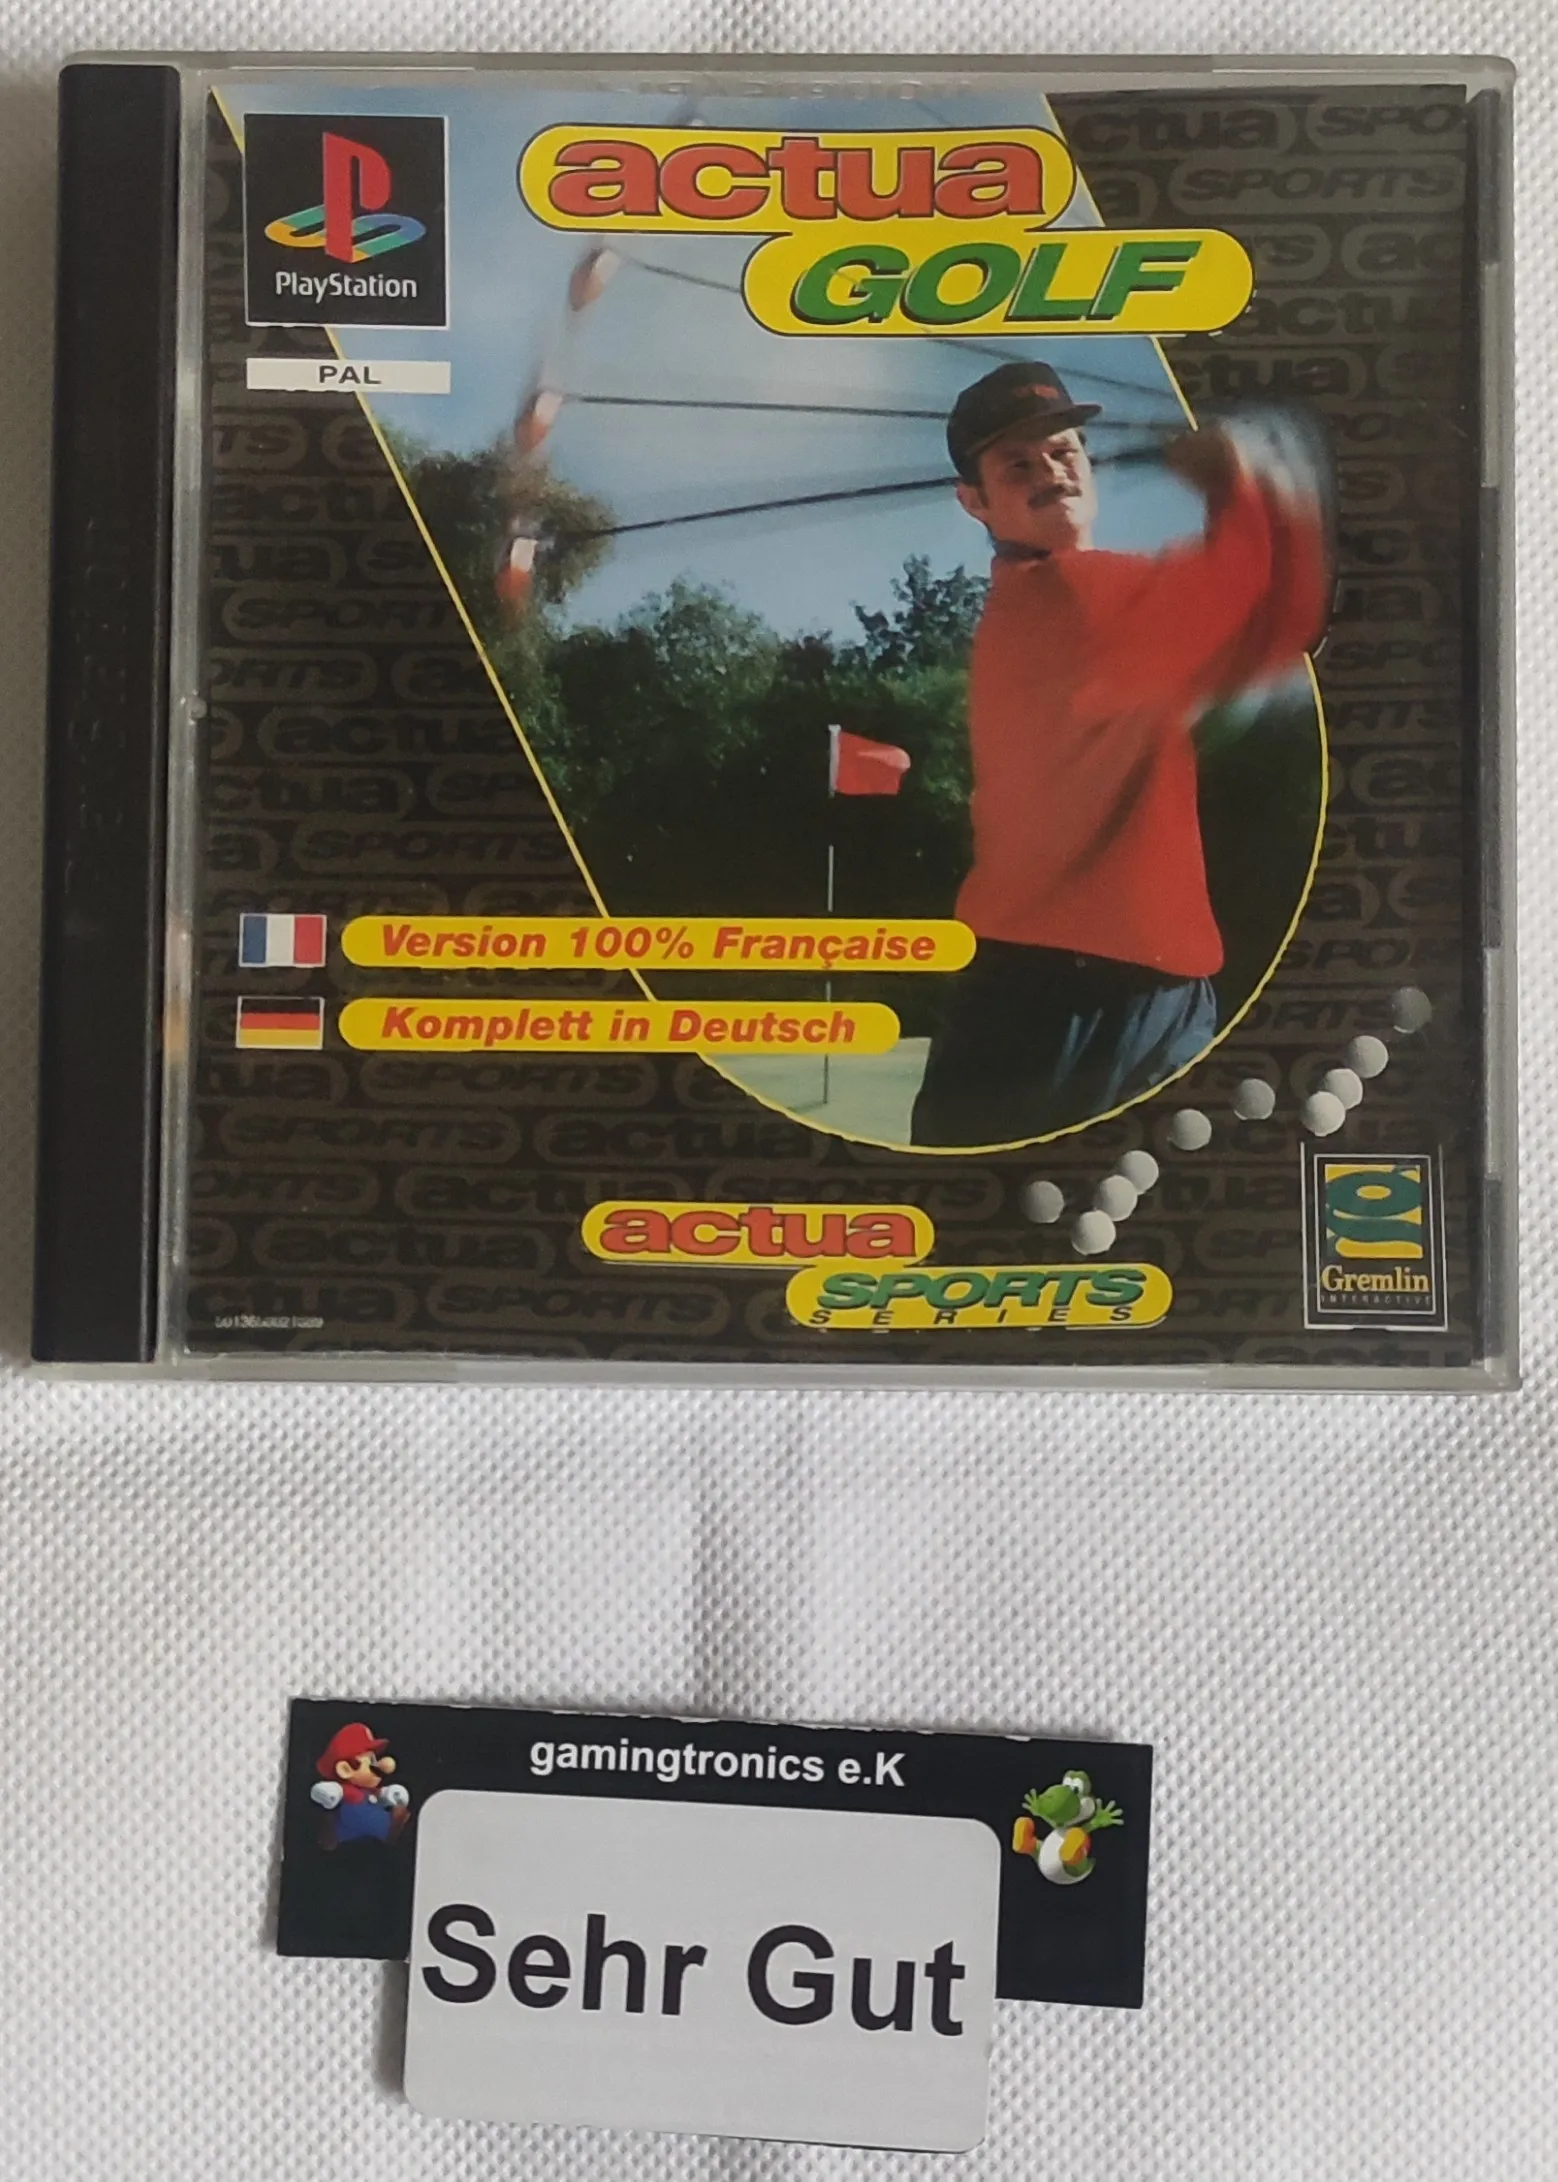 PlayStation
PAL
actua
GOLF
Version 100% Française
Komplett in Deutsch
actua
SPORTS
SERIES
Gremlin
INTERACTIVE
gamingtronics e.K
Sehr Gut